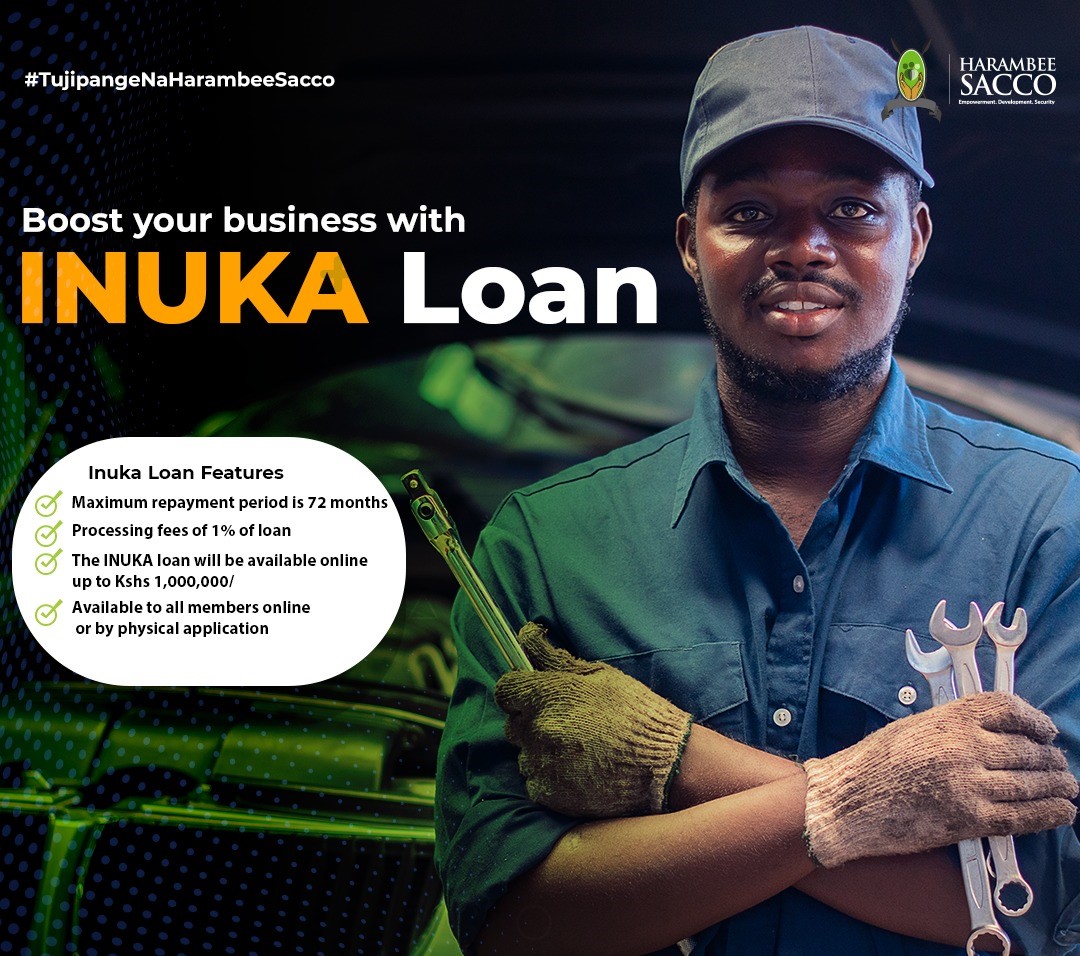 #TujipangeNaHarambeeSacco
HARAMBEE
SACCO
Empowerment. Development. Security
Boost your business with
INUKA Loan
Inuka Loan Features
Maximum repayment period is 72 months
Processing fees of 1% of loan
The INUKA loan will be available online
up to Kshs 1,000,000/
Available to all members online
or by physical application